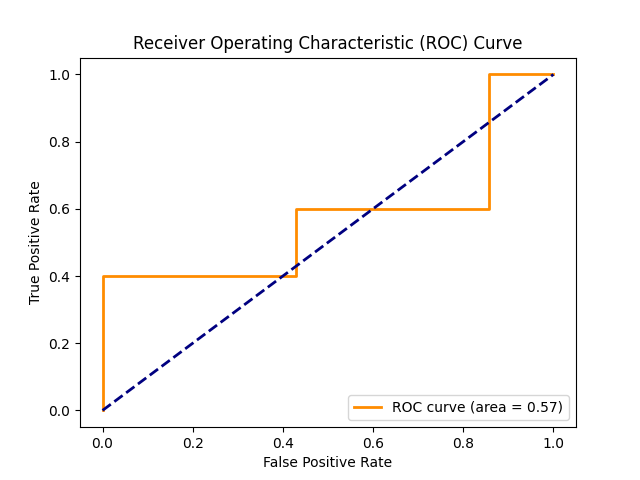 Receiver Operating Characteristic (ROC) Curve
1.0
0.8
0.6
0.4
0.2
0.0
True Positive Rate
ROC curve (area = 0.57)
0.0 0.2 0.4 0.6 0.8 1.0
False Positive Rate